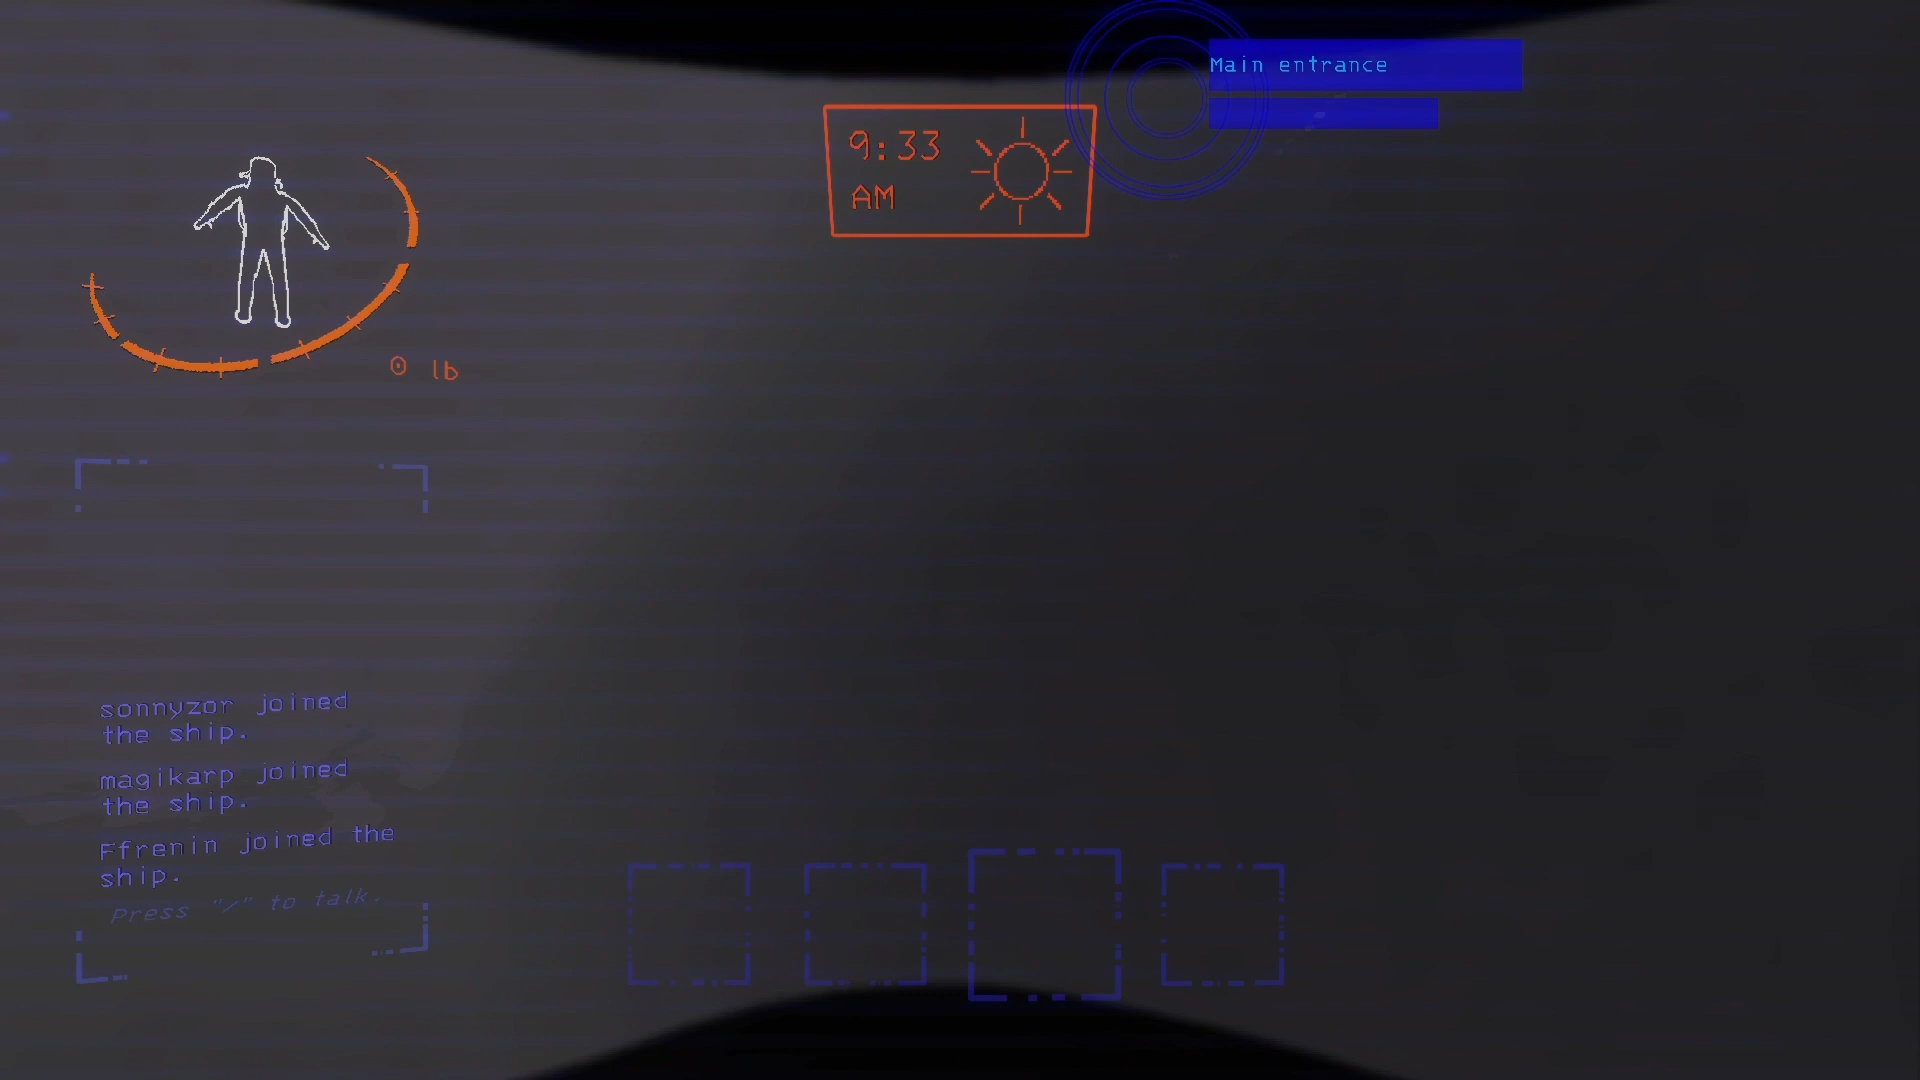 Main entrance
9:33
AM
0 lb
sonnyzor joined
the ship.
magikarp joined
the ship.
Ffrenin joined the
ship.
Press "/" to talk.